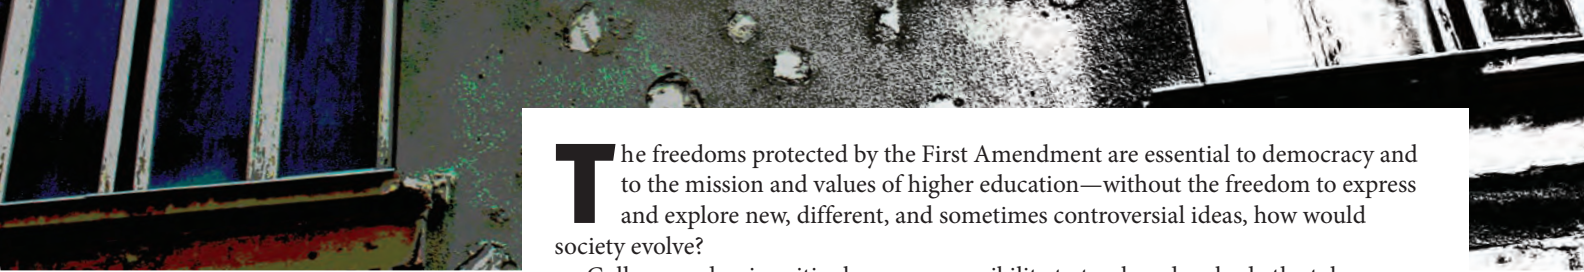 The freedoms protected by the First Amendment are essential to democracy and
to the mission and values of higher education—without the freedom to express
and explore new, different, and sometimes controversial ideas, how would
society evolve?